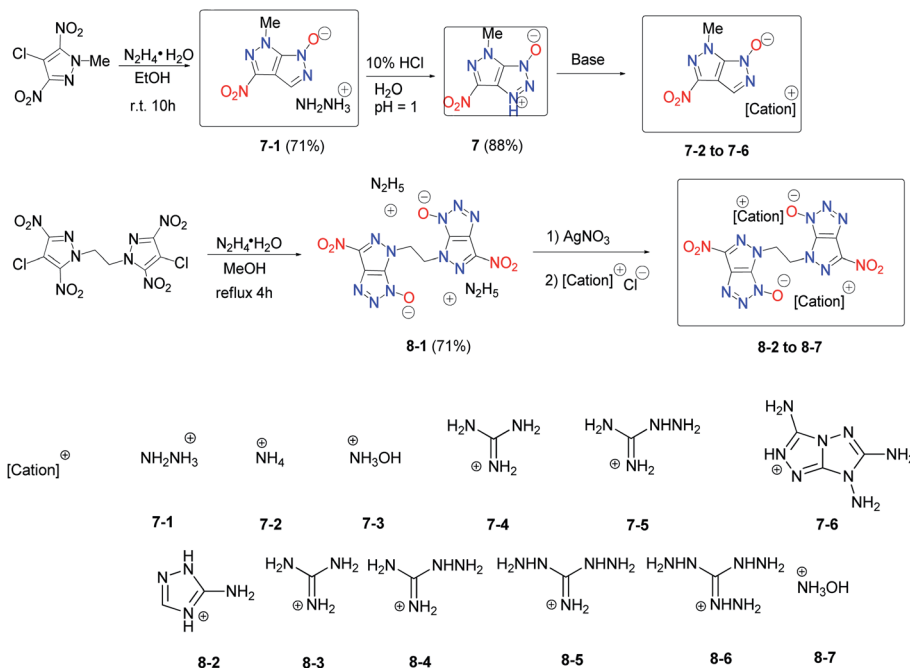 NO₂
Cl
N
N
Me
O₂N
N₂H₄•H₂O
EtOH
r.t. 10h
Me
O⊖
N
N
N
N
O₂N
NH₂NH₃⊕
7-1 (71%)
10% HCl
H₂O
pH = 1
Me
O⊖
N
N
N
N
O₂N
N⊕
H
7 (88%)
Base
Me
O⊖
N
N
N
N
O₂N
[Cation]⊕
7-2 to 7-6
O₂N
NO₂
N
N
N
N
Cl
Cl
NO₂
NO₂
N₂H₄•H₂O
MeOH
reflux 4h
N₂H₅
⊕
⊖
O
N
N
N
O₂N
N
N
N
N
NO₂
N
N
N
O
⊖
⊕ N₂H₅
8-1 (71%)
1) AgNO₃
2) [Cation]⊕Cl⊖
⊖
⊕
[Cation]
O
N
N
N
O₂N
N
N
N
N
NO₂
N
N
N
O
⊖
[Cation]⊕
8-2 to 8-7
[Cation]⊕
NH₂NH₃⊕
7-1
⊕
NH₄
7-2
⊕
NH₃OH
7-3
H₂N
NH₂
⊕NH₂
7-4
H₂N
NHNH₂
⊕NH₂
7-5
NH₂
N
N
NH₂
HN
⊕
N
N
NH₂
7-6
H
N
N
NH₂
N⊕
H
8-2
H₂N
NH₂
⊕NH₂
8-3
H₂N
NHNH₂
⊕NH₂
8-4
H₂NHN
NHNH₂
⊕NH₂
8-5
H₂NHN
NHNH₂
⊕NHNH₂
8-6
⊕
NH₃OH
8-7